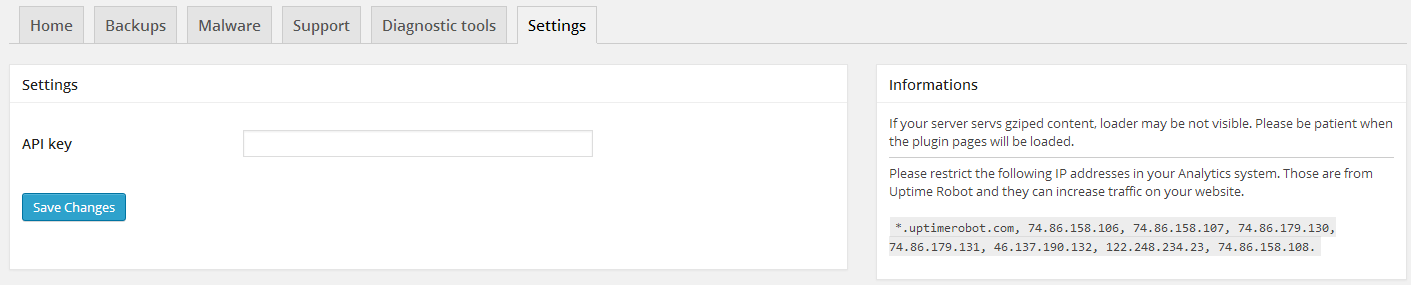 Home Backups Malware Support Diagnostic tools Settings
Settings
API key
Save Changes
Informations
If your server servs gziped content, loader may be not visible. Please be patient when
the plugin pages will be loaded.
Please restrict the following IP addresses in your Analytics system. Those are from
Uptime Robot and they can increase traffic on your website.
*.uptimerobot.com, 74.86.158.106, 74.86.158.107, 74.86.179.130,
74.86.179.131, 46.137.190.132, 122.248.234.23, 74.86.158.108.